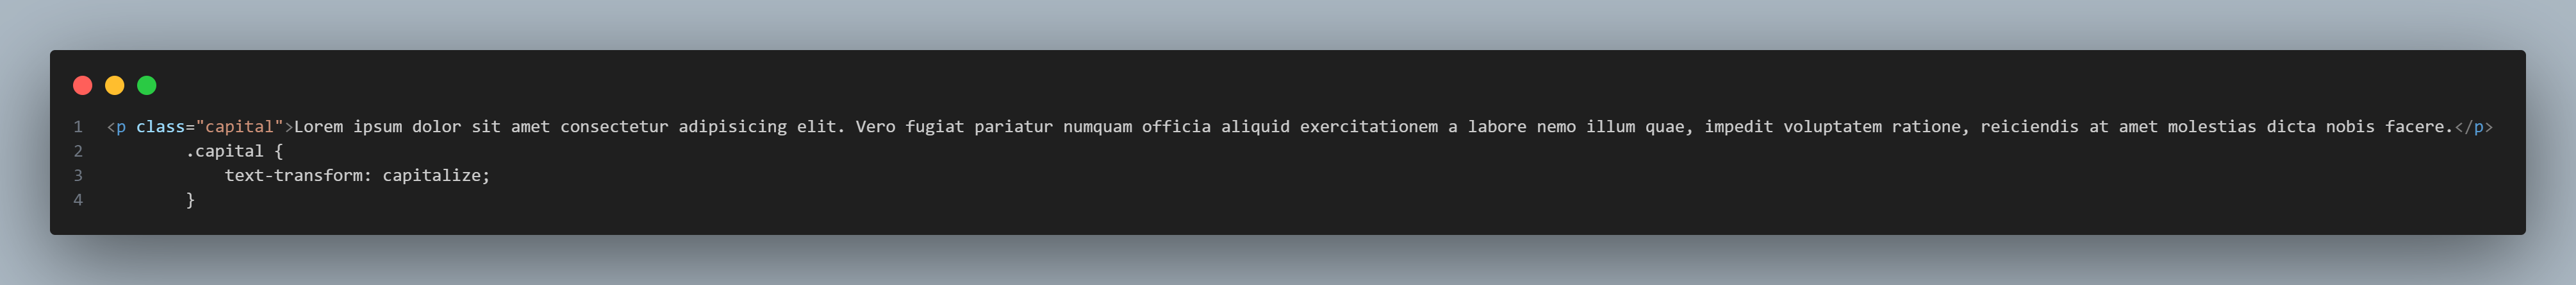 1 <p class="capital">Lorem ipsum dolor sit amet consectetur adipisicing elit. Vero fugiat pariatur numquam officia aliquid exercitationem a labore nemo illum quae, impedit voluptatem ratione, reiciendis at amet molestias dicta nobis facere.</p>
2         .capital {
3             text-transform: capitalize;
4         }